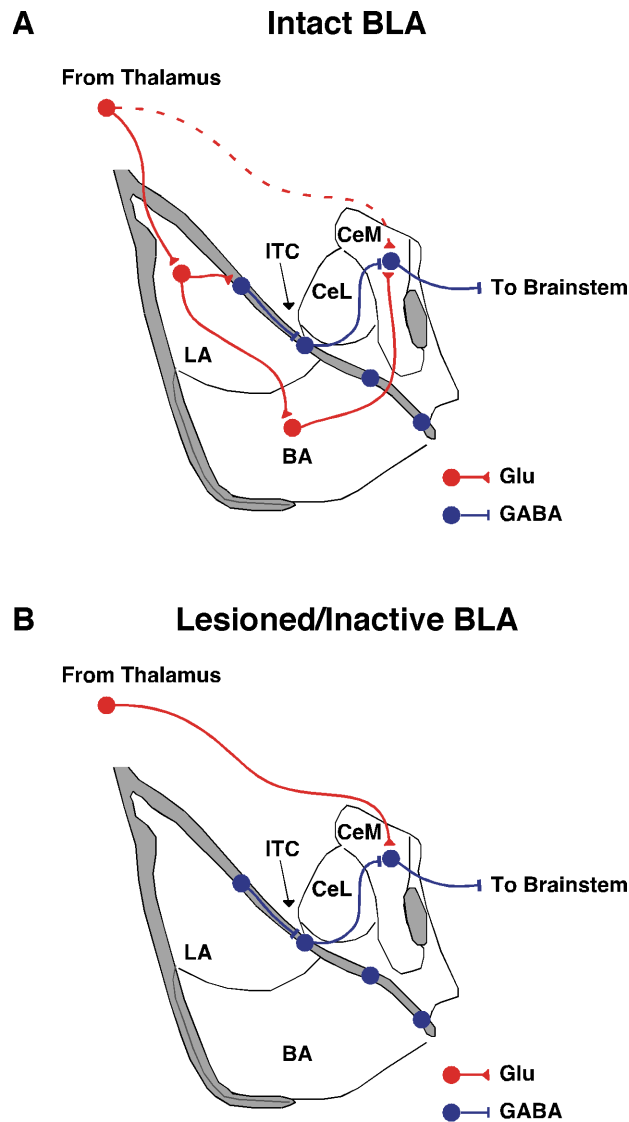 A
Intact BLA
From Thalamus
CeM
ITC
CeL
To Brainstem
LA
BA
Glu
GABA
B
Lesioned/Inactive BLA
From Thalamus
CeM
ITC
CeL
To Brainstem
LA
BA
Glu
GABA